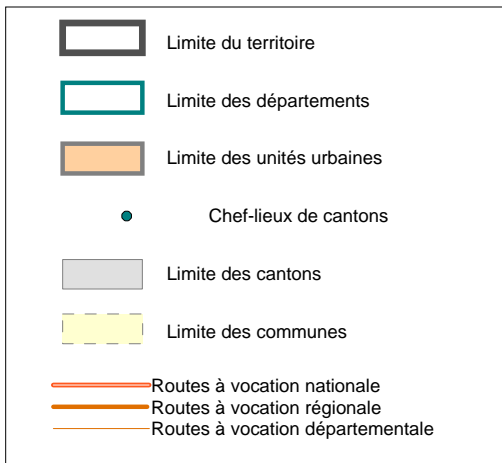 Limite du territoire
Limite des départements
Limite des unités urbaines
Chef-lieux de cantons
Limite des cantons
Limite des communes
Routes à vocation nationale
Routes à vocation régionale
Routes à vocation départementale